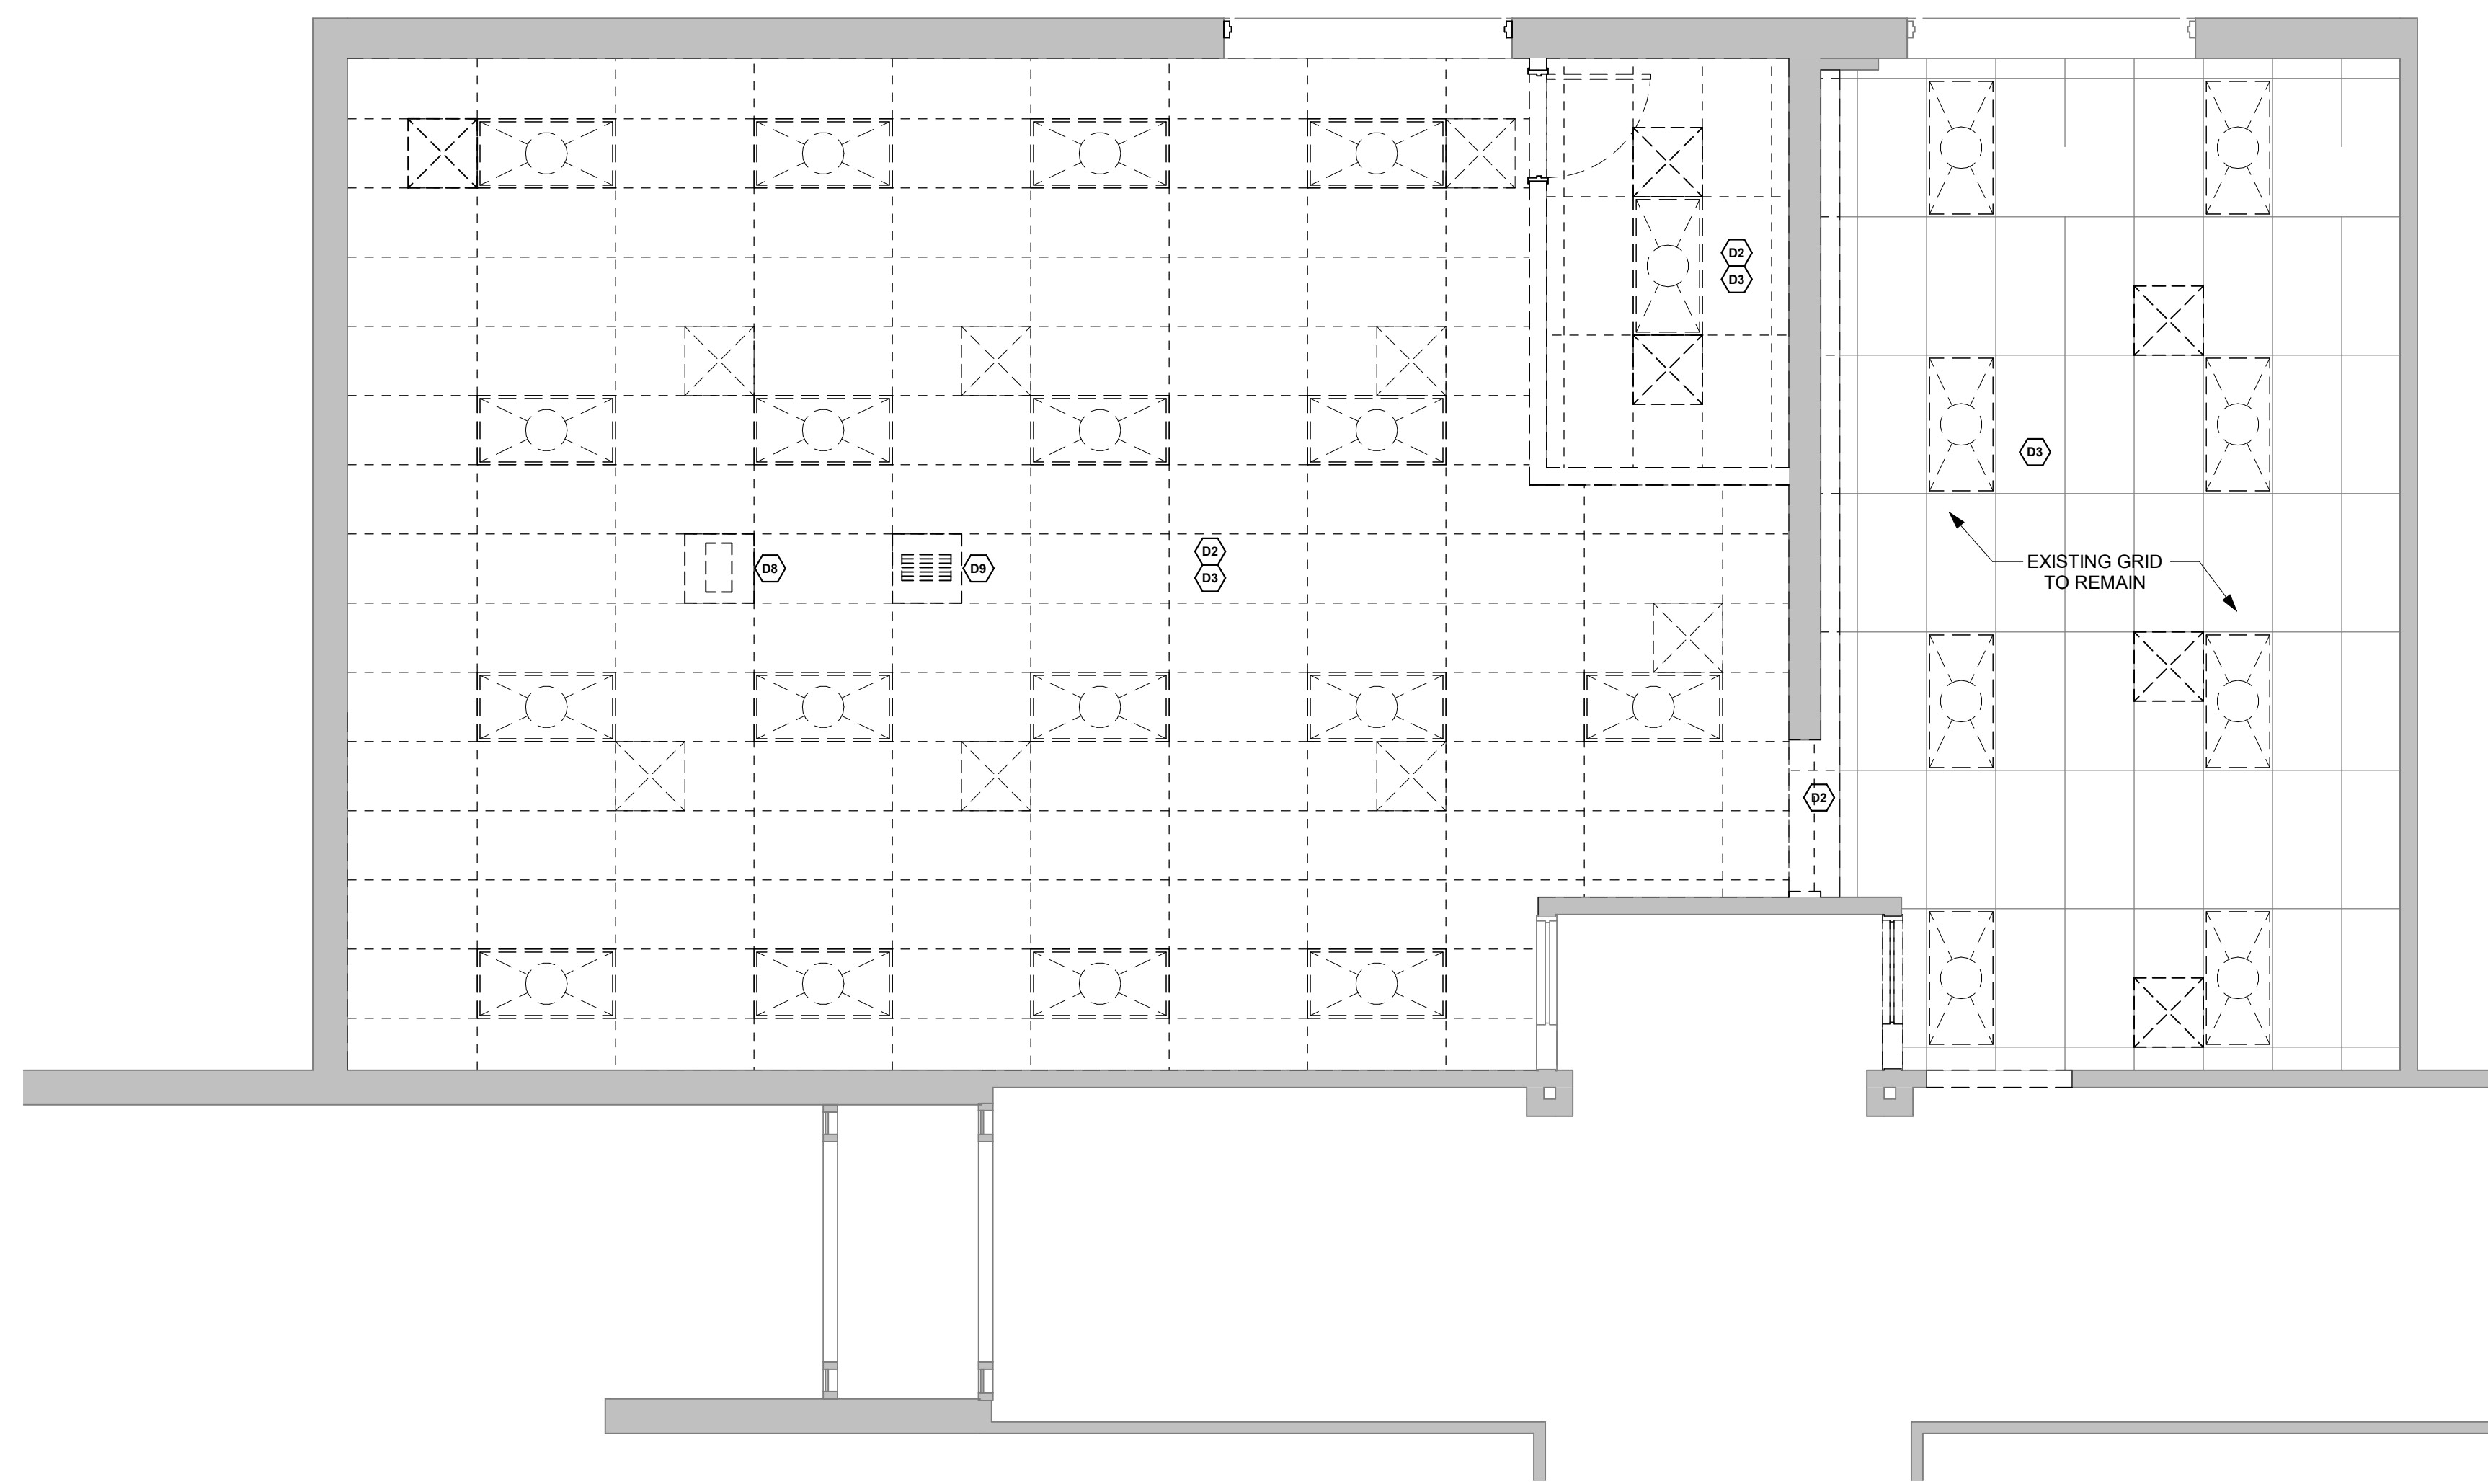 D2
D3
D3
D8
D9
D2
D3
EXISTING GRID
TO REMAIN
D2